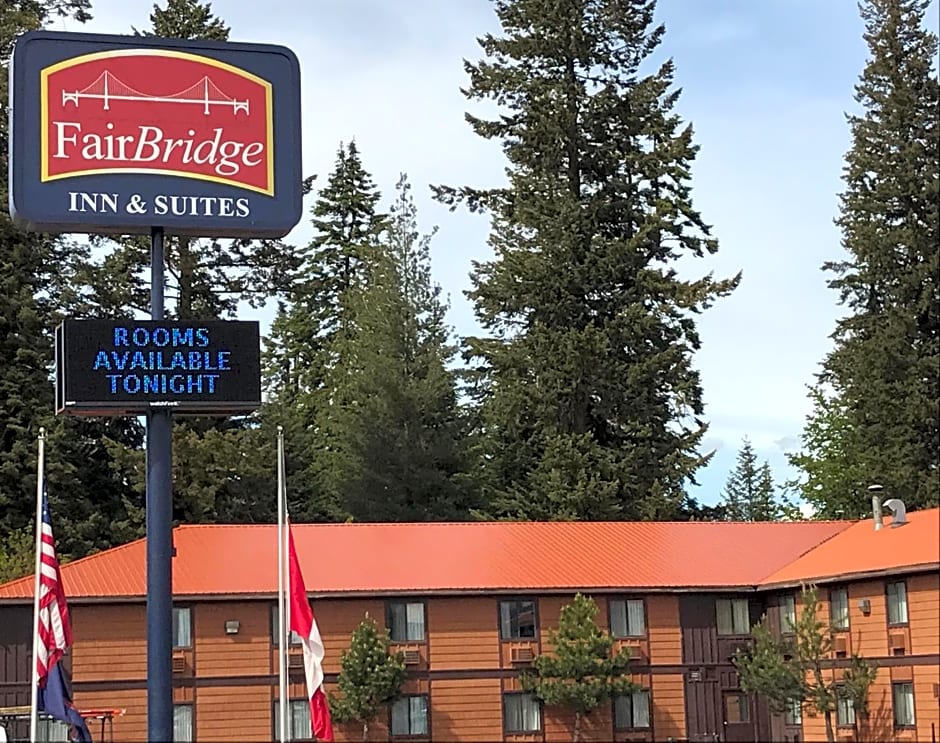 FairBridge
INN & SUITES
ROOMS
AVAILABLE
TONIGHT